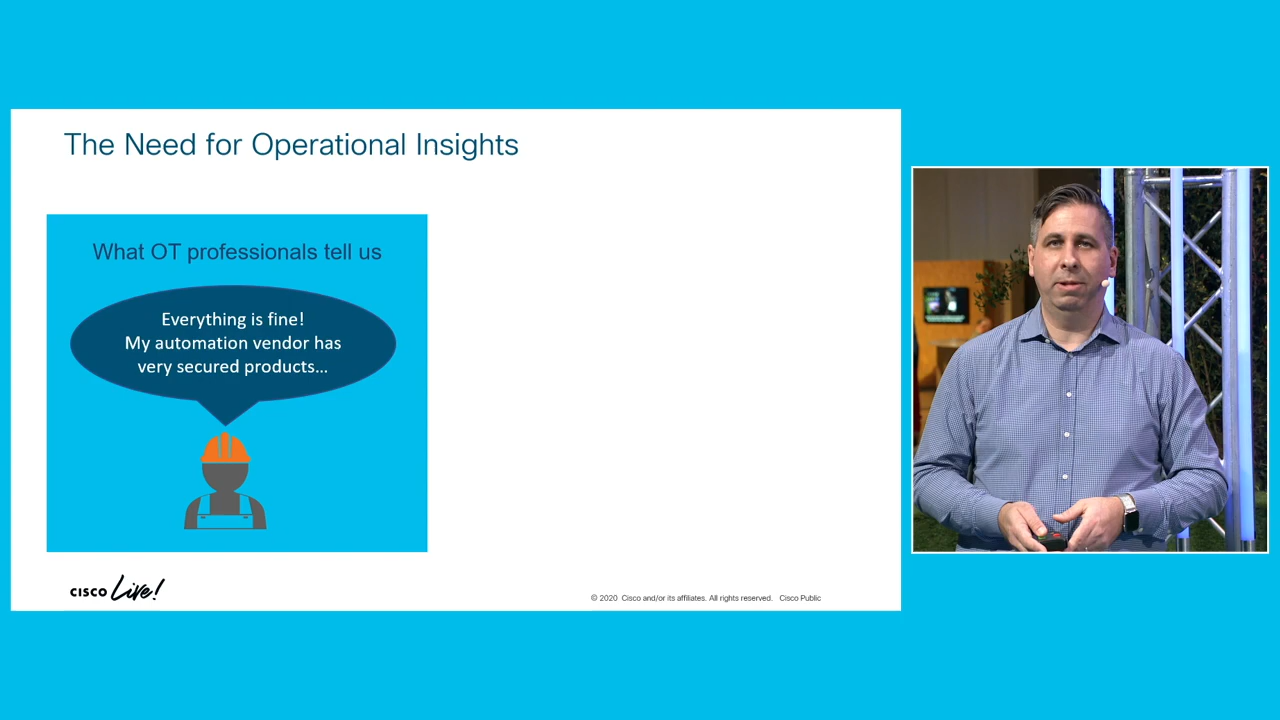 The Need for Operational Insights
What OT professionals tell us
Everything is fine!
My automation vendor has
very secured products...
CISCO Live!
© 2020 Cisco and/or its affiliates. All rights reserved. Cisco Public